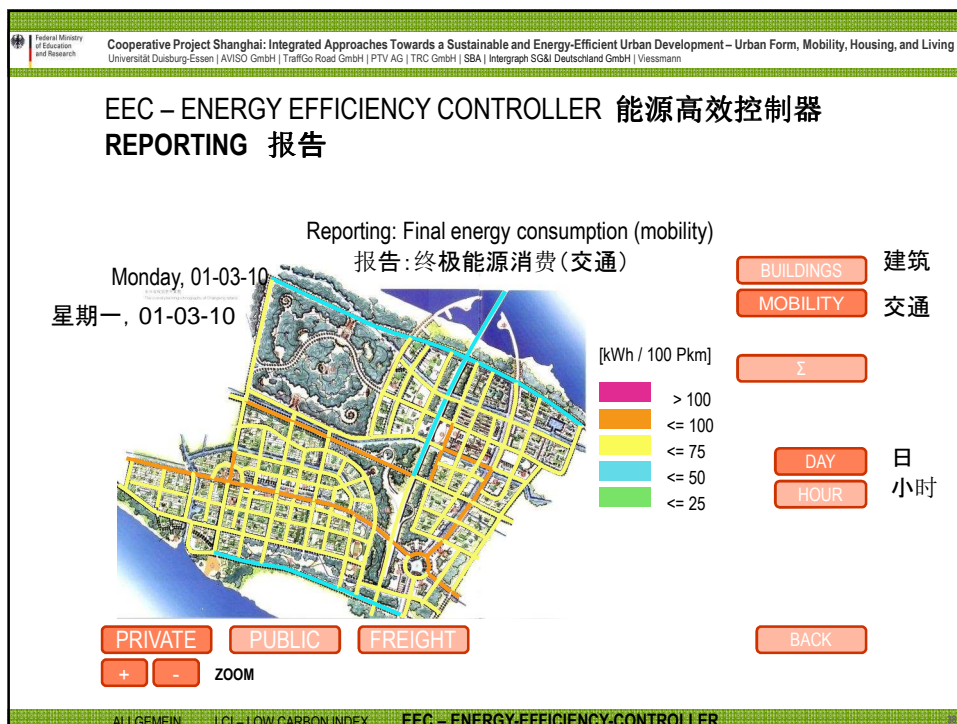 Federal Ministry
of Education
and Research
Cooperative Project Shanghai: Integrated Approaches Towards a Sustainable and Energy-Efficient Urban Development – Urban Form, Mobility, Housing, and Living
Universität Duisburg-Essen | AVISO GmbH | TraffGo Road GmbH | PTV AG | TRC GmbH | SBA | Intergraph SG&I Deutschland GmbH | Viessmann
EEC – ENERGY EFFICIENCY CONTROLLER 能源高效控制器
REPORTING 报告
Reporting: Final energy consumption (mobility)
报告:终极能源消费(交通)
Monday, 01-03-10
星期一, 01-03-10
BUILDINGS 建筑
MOBILITY 交通
Σ
[kWh / 100 Pkm]
> 100
<= 100
<= 75
<= 50
<= 25
DAY 日
HOUR 小时
PRIVATE PUBLIC FREIGHT
BACK
+ - ZOOM
ALLGEMEIN LCI – LOW CARBON INDEX EEC – ENERGY-EFFICIENCY-CONTROLLER